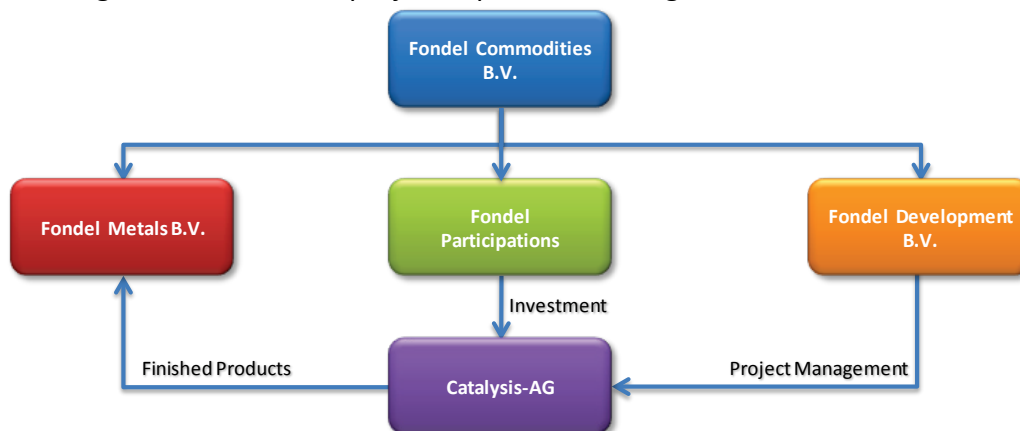 Fondel Commodities
B.V.
Fondel Metals B.V.
Fondel
Participations
Fondel Development
B.V.
Investment
Finished Products
Project Management
Catalysis-AG